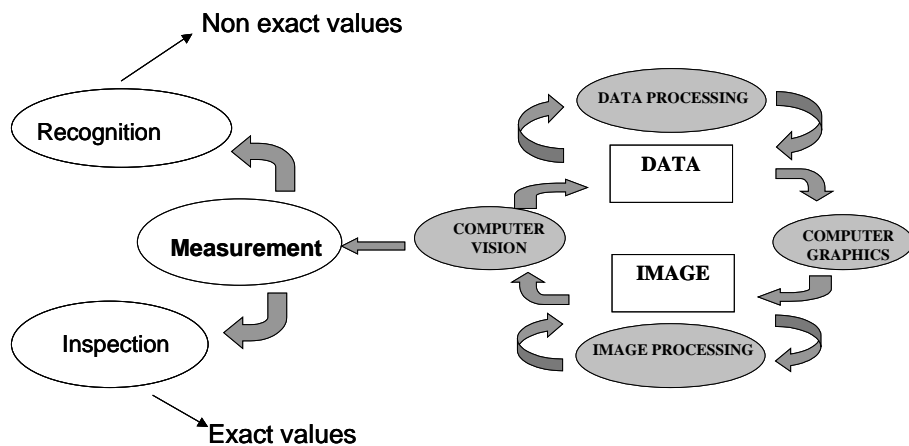 Non exact values
Recognition
Measurement
Inspection
Exact values
DATA PROCESSING
DATA
COMPUTER
VISION
COMPUTER
GRAPHICS
IMAGE
IMAGE PROCESSING